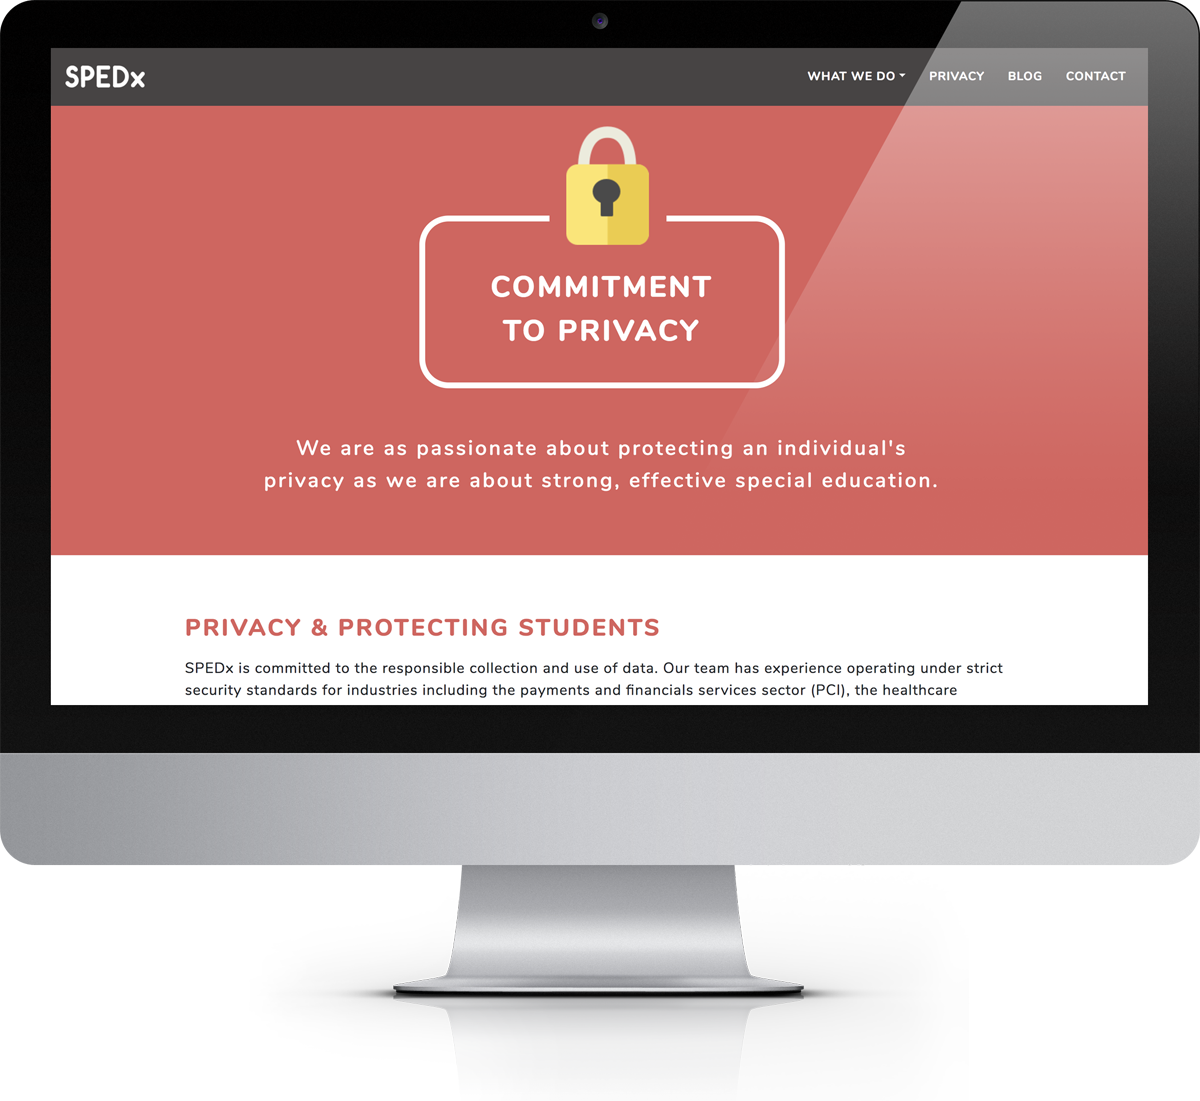 SPEDx
WHAT WE DO PRIVACY BLOG CONTACT
COMMITMENT
TO PRIVACY
We are as passionate about protecting an individual's
privacy as we are about strong, effective special education.
PRIVACY & PROTECTING STUDENTS
SPEDx is committed to the responsible collection and use of data. Our team has experience operating under strict
security standards for industries including the payments and financials services sector (PCI), the healthcare